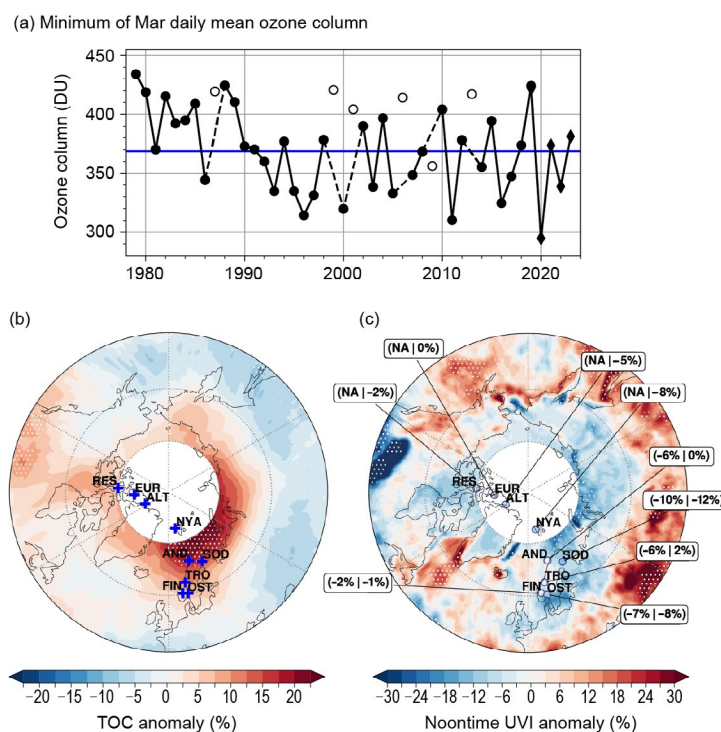 (a) Minimum of Mar daily mean ozone column
Ozone column (DU)
450
400
350
300
1980 1990 2000 2010 2020
(b)
RES
EUR
ALT
NYA
AND SOD
TRO
FIN OST
−20 −15 −10 −5 0 5 10 15 20
TOC anomaly (%)
(c)
(NA | 0%)
(NA | −5%)
(NA | −2%)
(NA | −8%)
(−6% | 0%)
(−10% | −12%)
(−6% | 2%)
(−2% | −1%)
(−7% | −8%)
RES
EUR
ALT
NYA
AND SOD
TRO
FIN OST
−30 −24 −18 −12 −6 0 6 12 18 24 30
Noontime UVI anomaly (%)